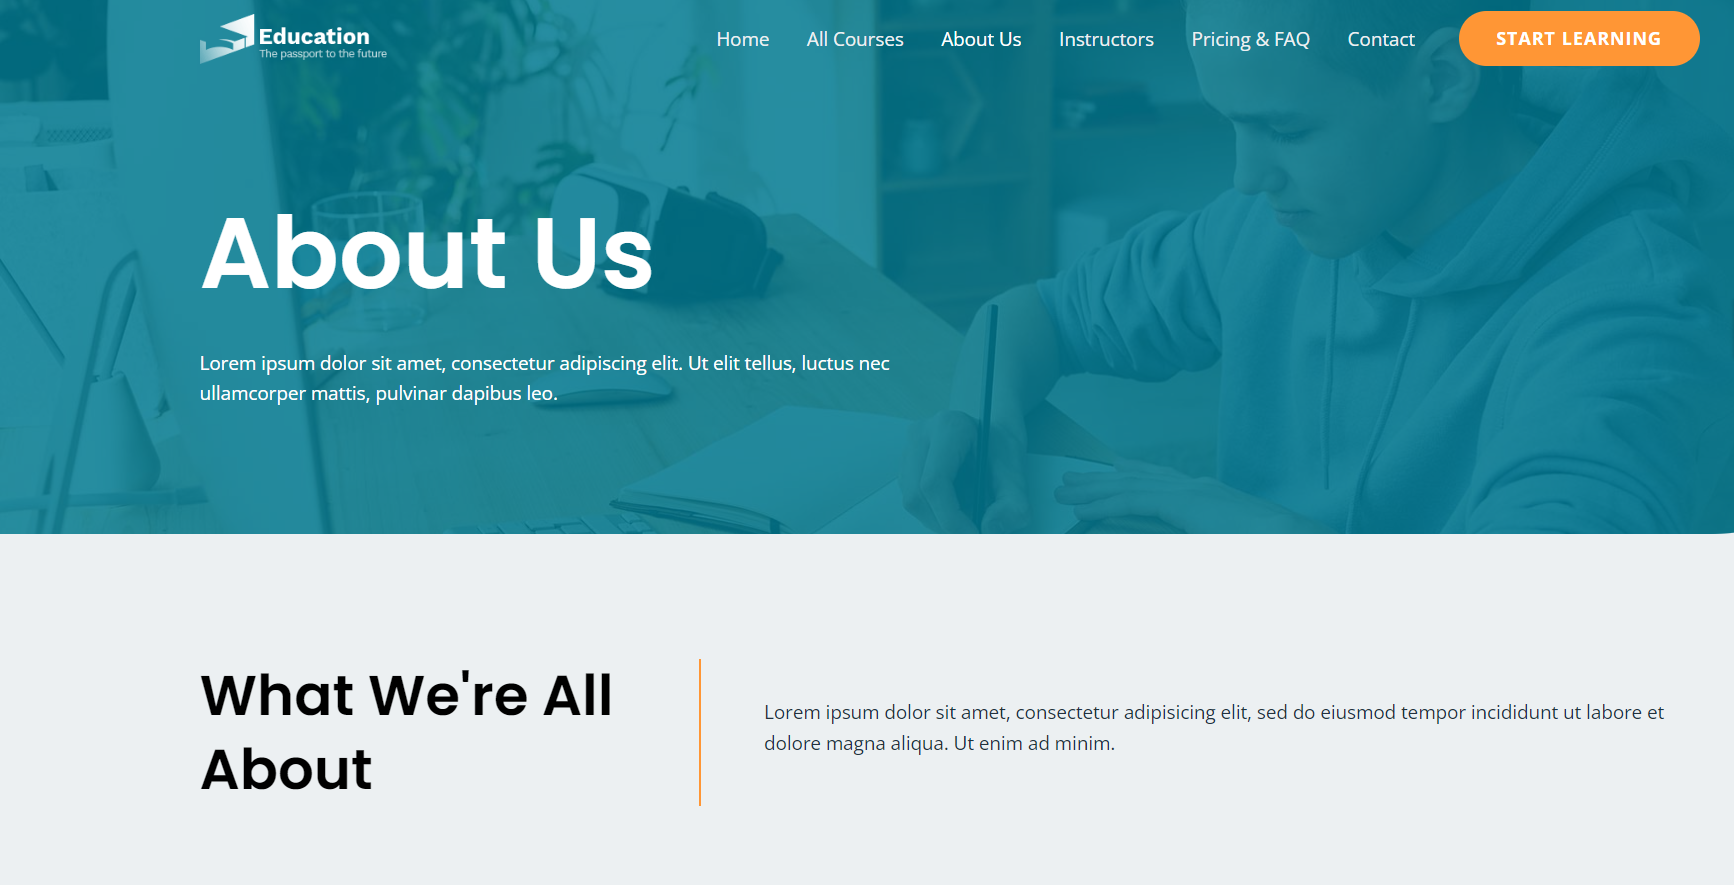 Education
The passport to the future
Home
All Courses
About Us
Instructors
Pricing & FAQ
Contact
START LEARNING
About Us
Lorem ipsum dolor sit amet, consectetur adipiscing elit. Ut elit tellus, luctus nec
ullamcorper mattis, pulvinar dapibus leo.
What We're All
About
Lorem ipsum dolor sit amet, consectetur adipisicing elit, sed do eiusmod tempor incididunt ut labore et
dolore magna aliqua. Ut enim ad minim.